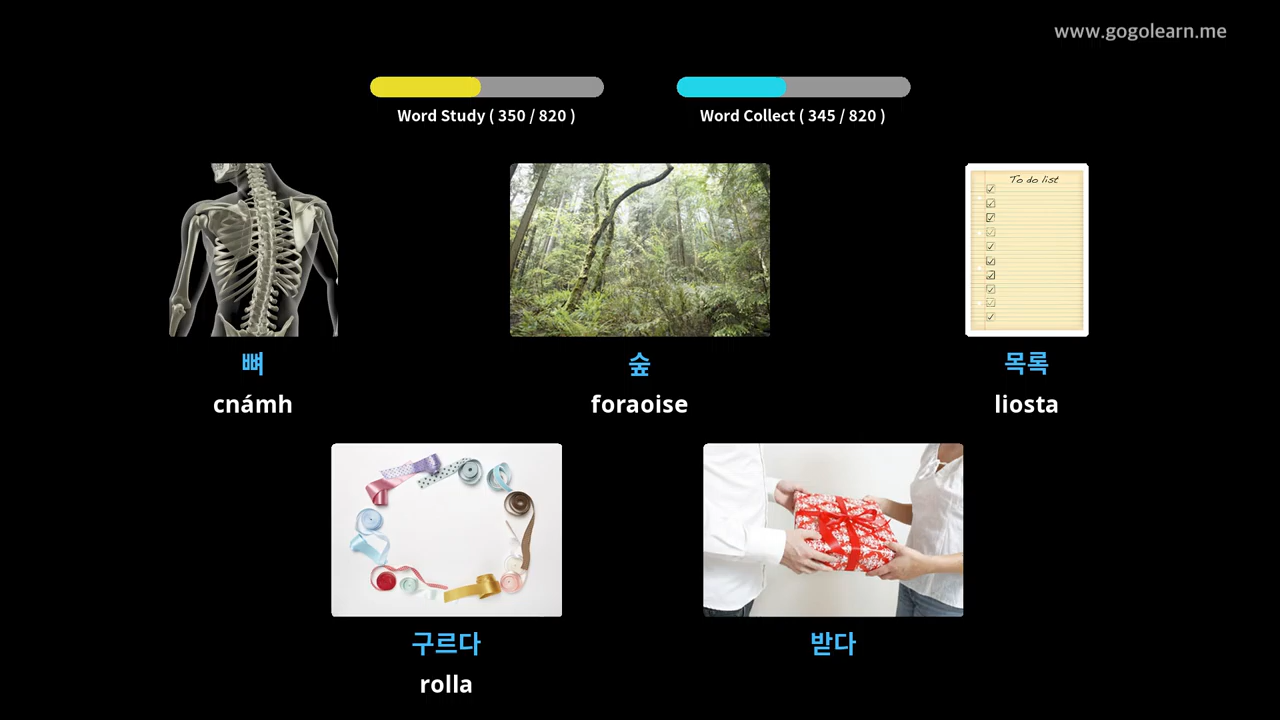 www.gogolearn.me
Word Study ( 350 / 820 )
Word Collect ( 345 / 820 )
To do list
뼈
숲
목록
cnámh
foraoise
liosta
구르다
받다
rolla